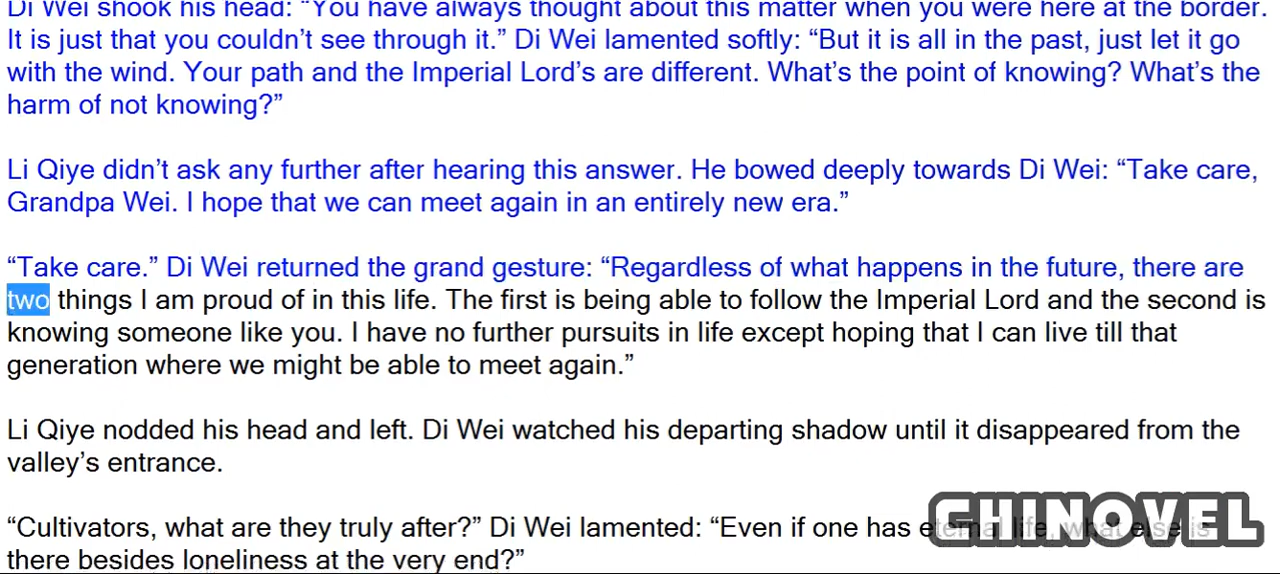 Di Wei shook his head: “You have always thought about this matter when you were here at the border.
It is just that you couldn’t see through it.” Di Wei lamented softly: “But it is all in the past, just let it go
with the wind. Your path and the Imperial Lord’s are different. What’s the point of knowing? What’s the
harm of not knowing?”
Li Qiye didn’t ask any further after hearing this answer. He bowed deeply towards Di Wei: “Take care,
Grandpa Wei. I hope that we can meet again in an entirely new era.”
“Take care.” Di Wei returned the grand gesture: “Regardless of what happens in the future, there are
two things I am proud of in this life. The first is being able to follow the Imperial Lord and the second is
knowing someone like you. I have no further pursuits in life except hoping that I can live till that
generation where we might be able to meet again.”
Li Qiye nodded his head and left. Di Wei watched his departing shadow until it disappeared from the
valley’s entrance.
“Cultivators, what are they truly after?” Di Wei lamented: “Even if one has eternal life, what else is
there besides loneliness at the very end?”
CHINOVEL